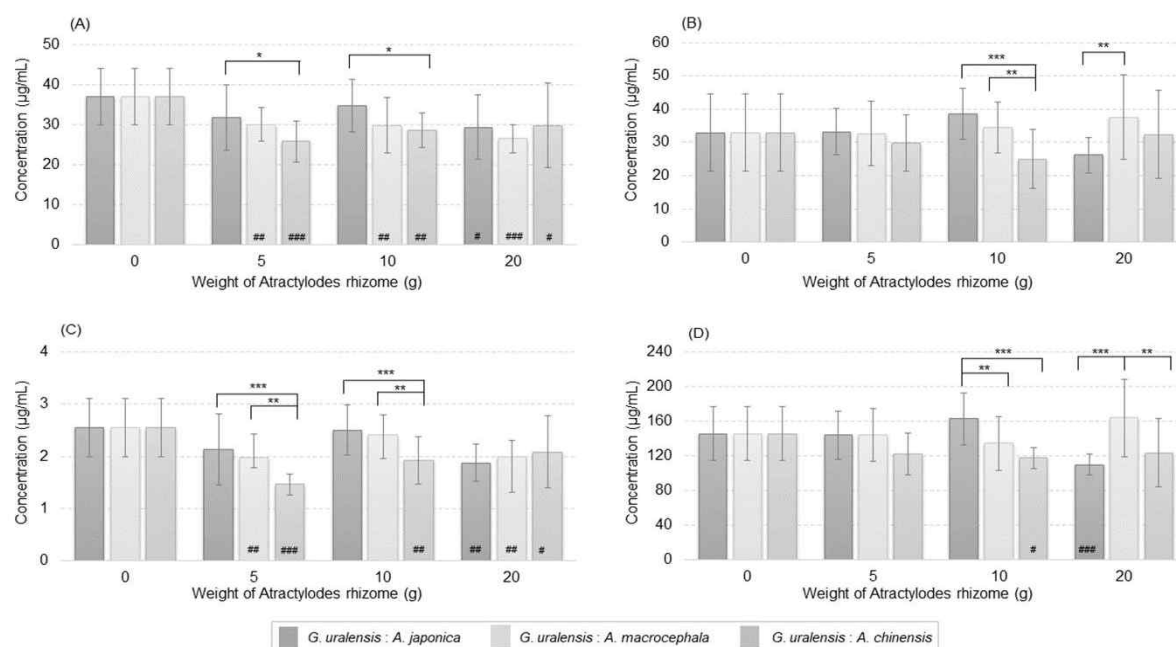 (A)
50
40
30
20
10
0
Concentration (µg/mL)
*
*
## ###
## ##
# ### #
0 5 10 20
Weight of Atractylodes rhizome (g)
(B)
60
50
40
30
20
10
0
Concentration (µg/mL)
***
**
**
0 5 10 20
Weight of Atractylodes rhizome (g)
(C)
4
3
2
1
0
Concentration (µg/mL)
***
**
***
**
## ###
##
## ## #
0 5 10 20
Weight of Atractylodes rhizome (g)
(D)
240
200
160
120
80
40
0
Concentration (µg/mL)
***
**
*** **
#
###
0 5 10 20
Weight of Atractylodes rhizome (g)
G. uralensis : A. japonica G. uralensis : A. macrocephala G. uralensis : A. chinensis